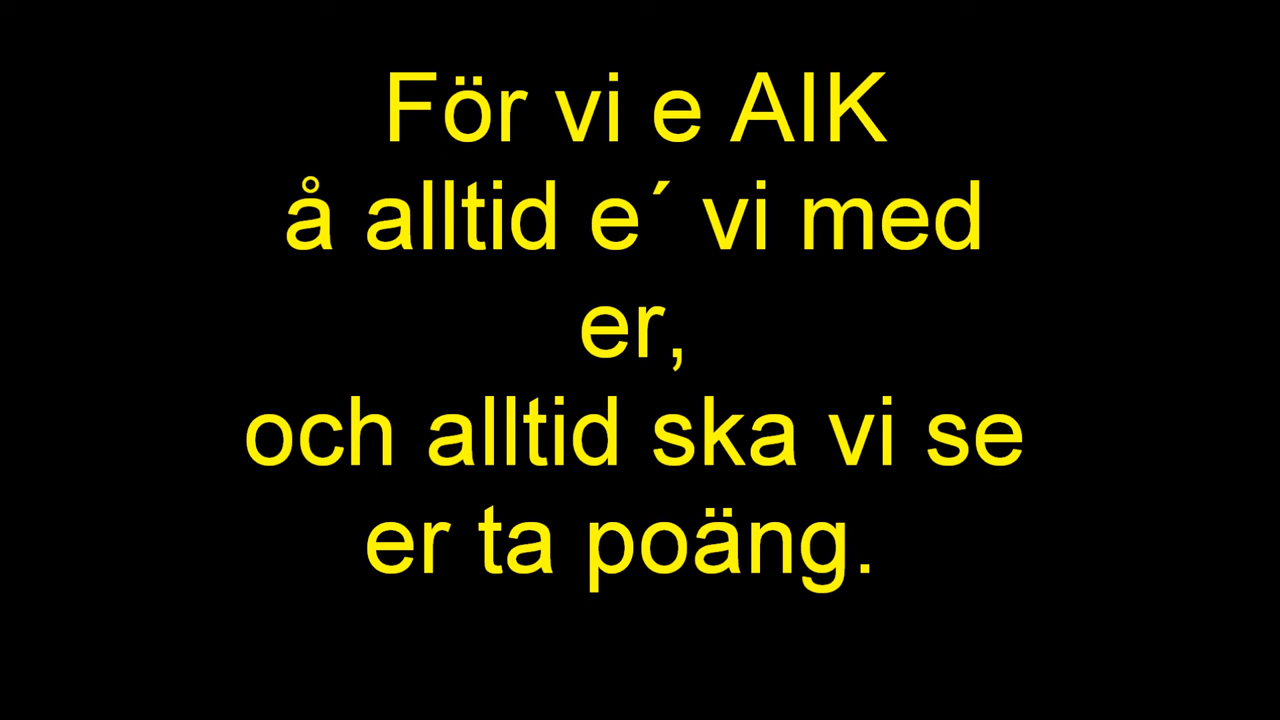 För vi e AIK
å alltid e´ vi med
er,
och alltid ska vi se
er ta poäng.